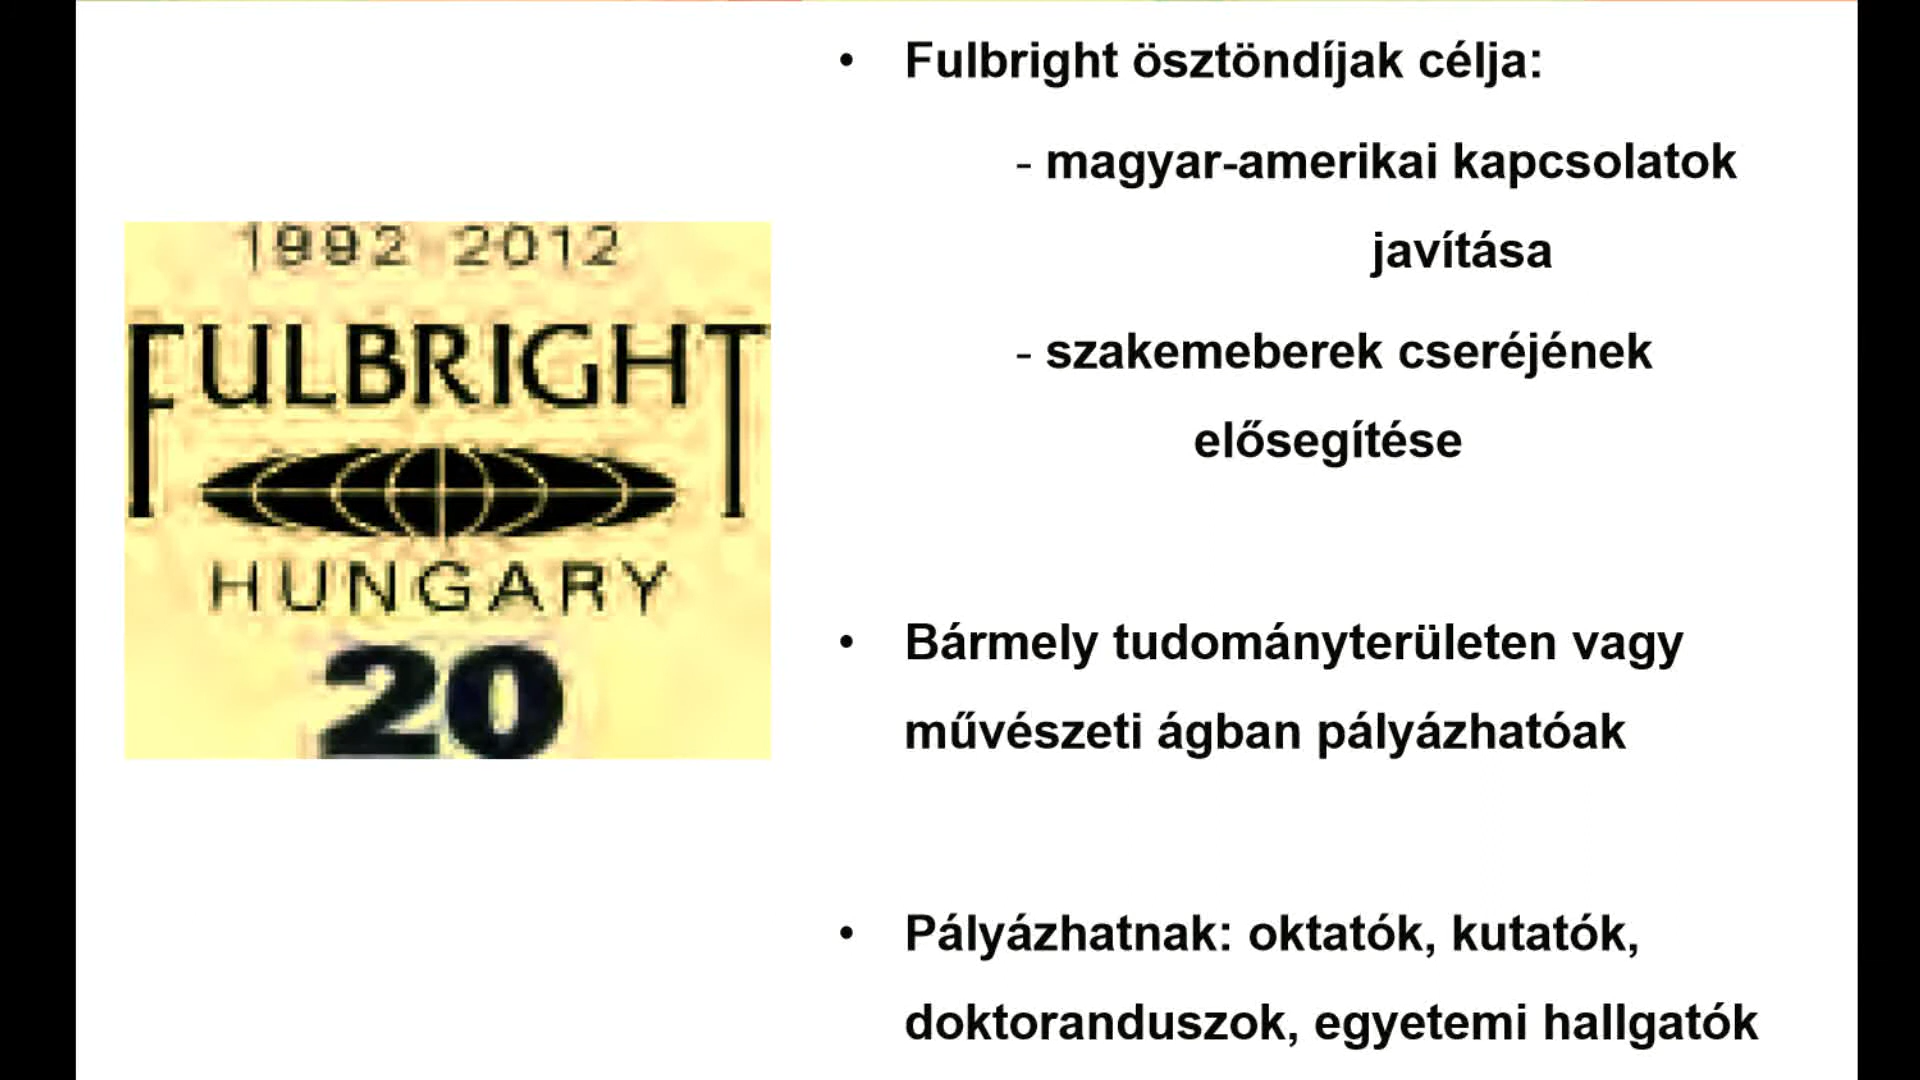 1992 2012
FULBRIGHT
HUNGARY
20
• Fulbright ösztöndíjak célja:
- magyar-amerikai kapcsolatok
javítása
- szakemeberek cseréjének
elősegítése
• Bármely tudományterületen vagy
művészeti ágban pályázhatóak
• Pályázhatnak: oktatók, kutatók,
doktoranduszok, egyetemi hallgatók